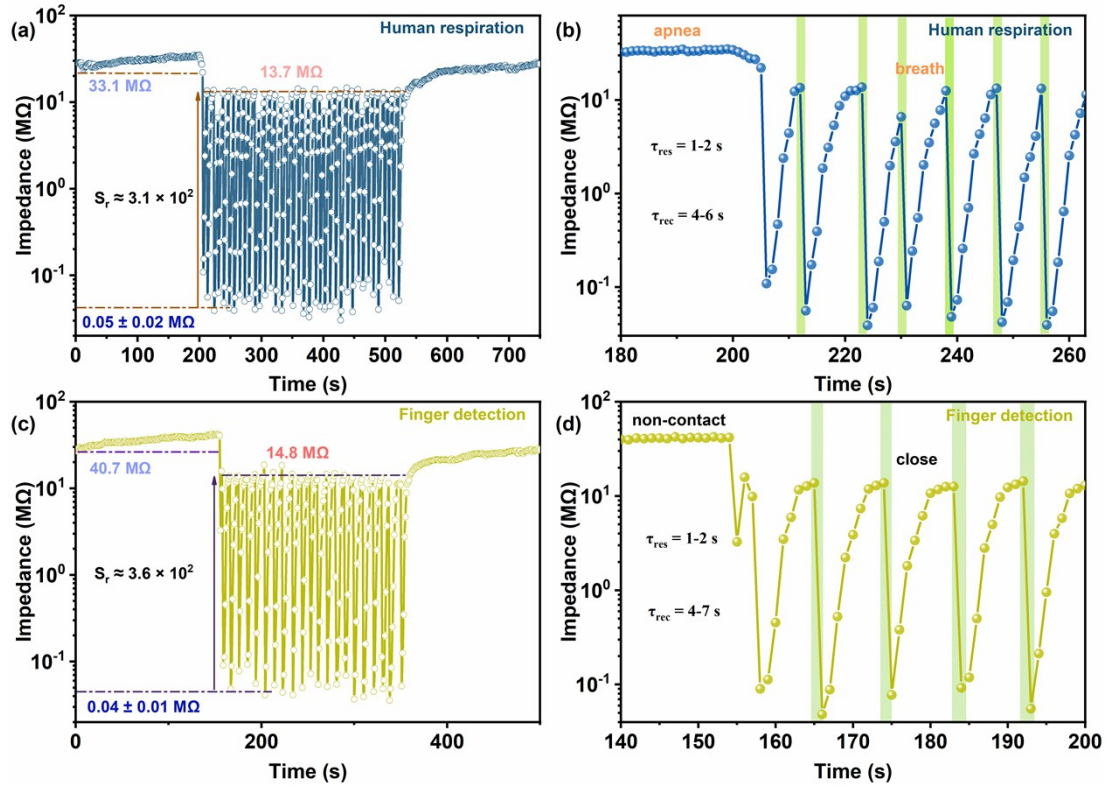 (a)
Human respiration
33.1 MΩ
13.7 MΩ
Sr ≈ 3.1 × 10²
0.05 ± 0.02 MΩ
Impedance (MΩ)
10²
10¹
10⁰
10⁻¹
0 100 200 300 400 500 600 700
Time (s)
(b)
apnea
Human respiration
breath
τres = 1-2 s
τrec = 4-6 s
Impedance (MΩ)
10²
10¹
10⁰
10⁻¹
180 200 220 240 260
Time (s)
(c)
Finger detection
40.7 MΩ
14.8 MΩ
Sr ≈ 3.6 × 10²
0.04 ± 0.01 MΩ
Impedance (MΩ)
10²
10¹
10⁰
10⁻¹
0 200 400
Time (s)
(d)
non-contact
Finger detection
close
τres = 1-2 s
τrec = 4-7 s
Impedance (MΩ)
10²
10¹
10⁰
10⁻¹
140 150 160 170 180 190 200
Time (s)